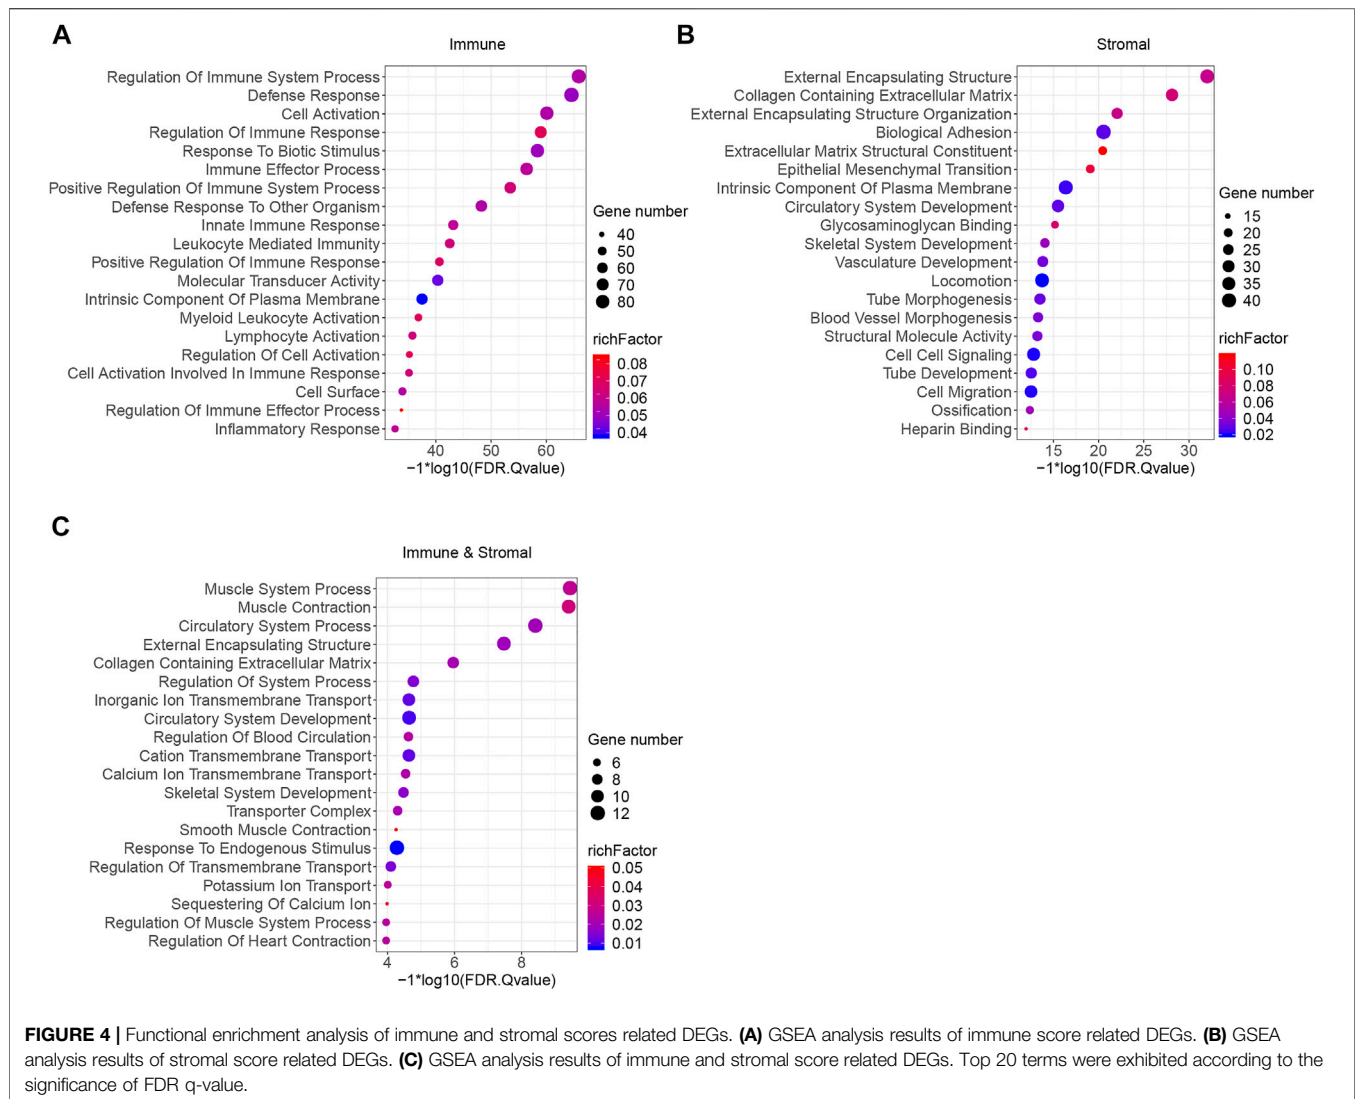 A
Immune
Regulation Of Immune System Process
Defense Response
Cell Activation
Regulation Of Immune Response
Response To Biotic Stimulus
Immune Effector Process
Positive Regulation Of Immune System Process
Defense Response To Other Organism
Innate Immune Response
Leukocyte Mediated Immunity
Positive Regulation Of Immune Response
Molecular Transducer Activity
Intrinsic Component Of Plasma Membrane
Myeloid Leukocyte Activation
Lymphocyte Activation
Regulation Of Cell Activation
Cell Activation Involved In Immune Response
Cell Surface
Regulation Of Immune Effector Process
Inflammatory Response
40 50 60
−1*log10(FDR.Qvalue)
Gene number
40
50
60
70
80
richFactor
0.08
0.07
0.06
0.05
0.04
B
Stromal
External Encapsulating Structure
Collagen Containing Extracellular Matrix
External Encapsulating Structure Organization
Biological Adhesion
Extracellular Matrix Structural Constituent
Epithelial Mesenchymal Transition
Intrinsic Component Of Plasma Membrane
Circulatory System Development
Glycosaminoglycan Binding
Skeletal System Development
Vasculature Development
Locomotion
Tube Morphogenesis
Blood Vessel Morphogenesis
Structural Molecule Activity
Cell Cell Signaling
Tube Development
Cell Migration
Ossification
Heparin Binding
15 20 25 30
−1*log10(FDR.Qvalue)
Gene number
15
20
25
30
35
40
richFactor
0.10
0.08
0.06
0.04
0.02
C
Immune & Stromal
Muscle System Process
Muscle Contraction
Circulatory System Process
External Encapsulating Structure
Collagen Containing Extracellular Matrix
Regulation Of System Process
Inorganic Ion Transmembrane Transport
Circulatory System Development
Regulation Of Blood Circulation
Cation Transmembrane Transport
Calcium Ion Transmembrane Transport
Skeletal System Development
Transporter Complex
Smooth Muscle Contraction
Response To Endogenous Stimulus
Regulation Of Transmembrane Transport
Potassium Ion Transport
Sequestering Of Calcium Ion
Regulation Of Muscle System Process
Regulation Of Heart Contraction
4 6 8
−1*log10(FDR.Qvalue)
Gene number
6
8
10
12
richFactor
0.05
0.04
0.03
0.02
0.01
FIGURE 4 | Functional enrichment analysis of immune and stromal scores related DEGs. (A) GSEA analysis results of immune score related DEGs. (B) GSEA
analysis results of stromal score related DEGs. (C) GSEA analysis results of immune and stromal score related DEGs. Top 20 terms were exhibited according to the
significance of FDR q-value.